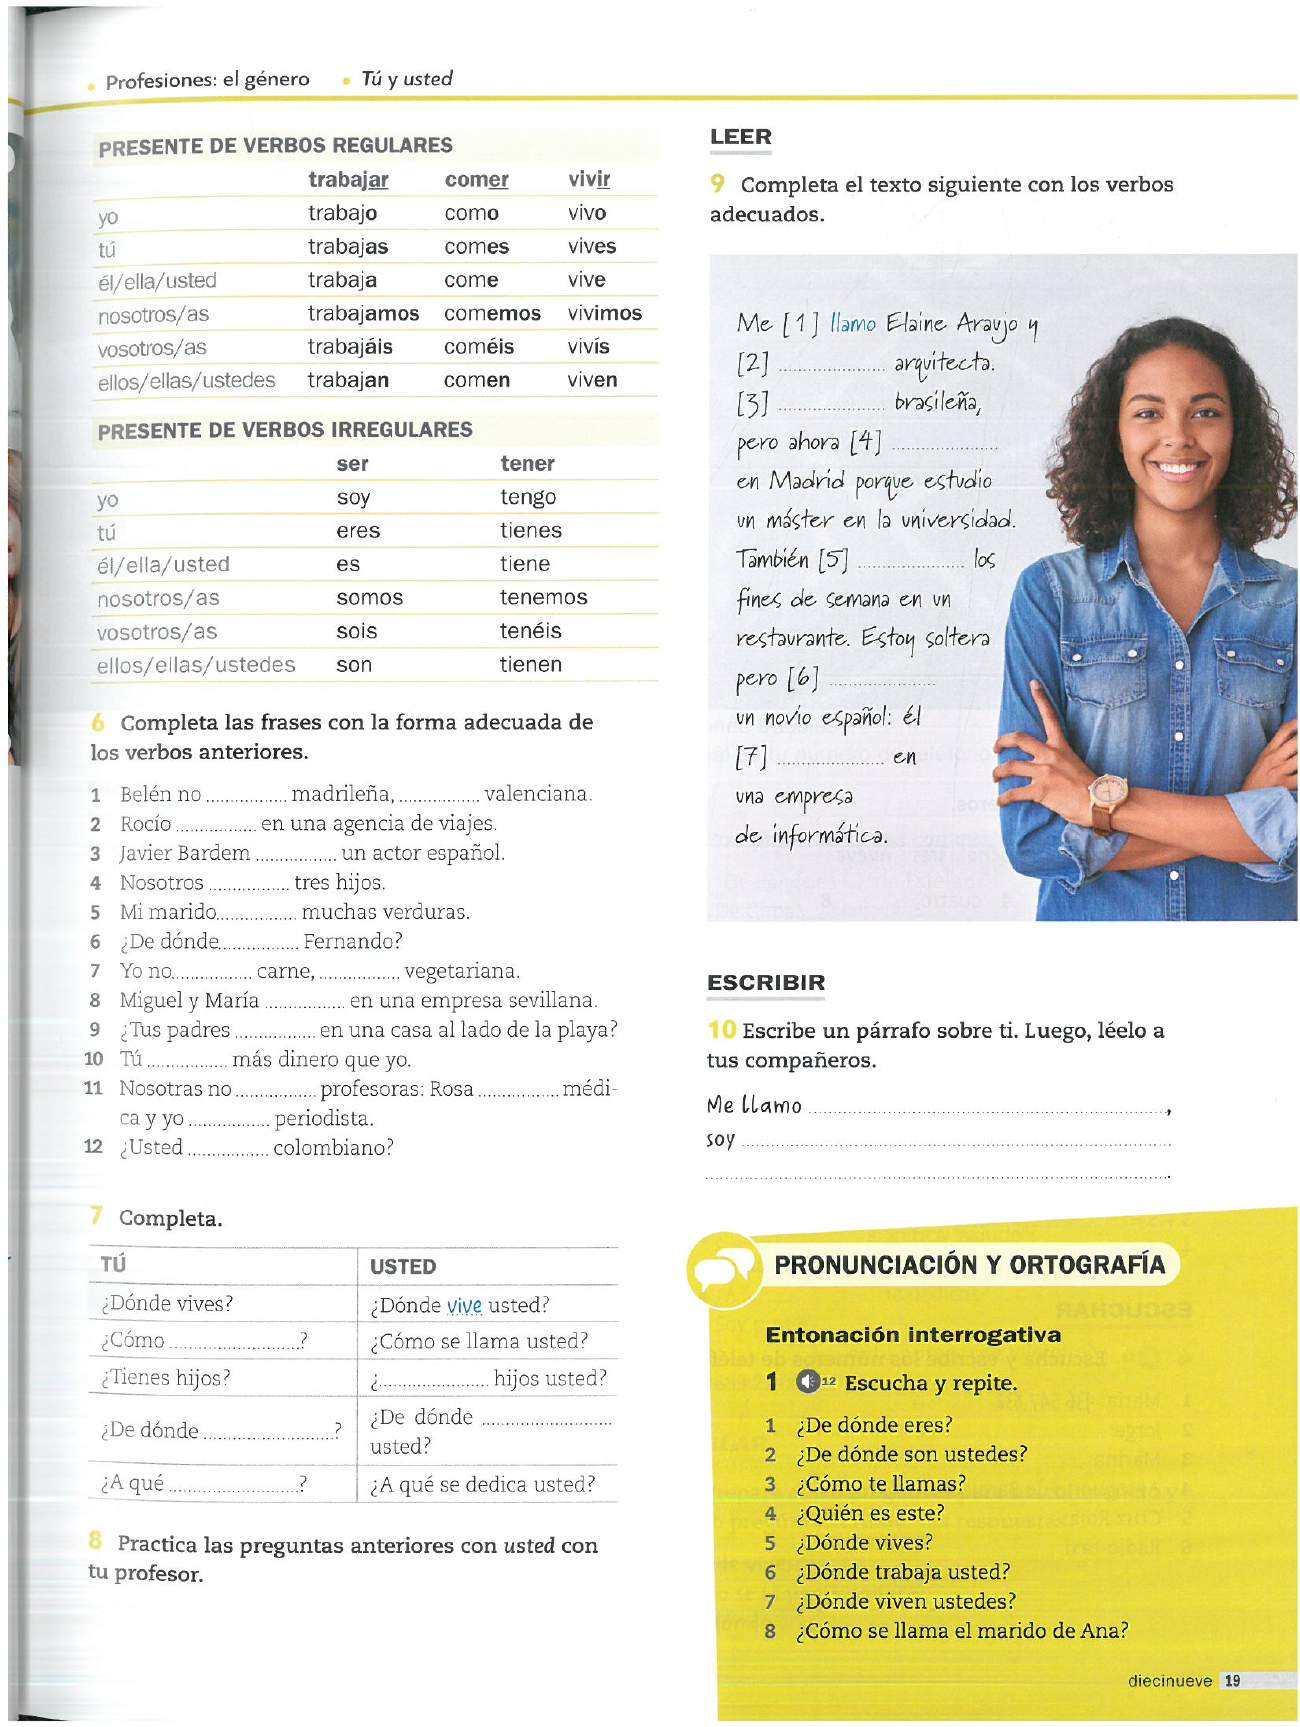 Profesiones: el género • Tú y usted
PRESENTE DE VERBOS REGULARES
trabajar comer vivir
yo trabajo como vivo
tú trabajas comes vives
él/ella/usted trabaja come vive
nosotros/as trabajamos comemos vivimos
vosotros/as trabajáis coméis vivís
ellos/ellas/ustedes trabajan comen viven
PRESENTE DE VERBOS IRREGULARES
ser tener
yo soy tengo
tú eres tienes
él/ella/usted es tiene
nosotros/as somos tenemos
vosotros/as sois tenéis
ellos/ellas/ustedes son tienen
6 Completa las frases con la forma adecuada de
los verbos anteriores.
1 Belén no ................ madrileña, ................ valenciana.
2 Rocío ................ en una agencia de viajes.
3 Javier Bardem ................ un actor español.
4 Nosotros ................ tres hijos.
5 Mi marido................ muchas verduras.
6 ¿De dónde................ Fernando?
7 Yo no................ carne, ................ vegetariana.
8 Miguel y María ................ en una empresa sevillana.
9 ¿Tus padres ................ en una casa al lado de la playa?
10 Tú ................ más dinero que yo.
11 Nosotras no ................ profesoras: Rosa ................ médi-
ca y yo ................ periodista.
12 ¿Usted ................ colombiano?
7 Completa.
TÚ USTED
¿Dónde vives? ¿Dónde vive usted?
¿Cómo ..........................? ¿Cómo se llama usted?
¿Tienes hijos? ¿...................... hijos usted?
¿De dónde ..........................? ¿De dónde ..........................
usted?
¿A qué ..........................? ¿A qué se dedica usted?
8 Practica las preguntas anteriores con usted con
tu profesor.
LEER
9 Completa el texto siguiente con los verbos
adecuados.
Me [1] llamo Elaine Araujo y
[2] ..................... arquitecta.
[3] ..................... brasileña,
pero ahora [4] .....................
en Madrid porque estudio
un máster en la universidad.
También [5] ..................... los
fines de semana en un
restaurante. Estoy soltera
pero [6] .....................
un novio español: él
[7] ..................... en
una empresa
de informática.
ESCRIBIR
10 Escribe un párrafo sobre ti. Luego, léelo a
tus compañeros.
Me llamo ........................................................................,
soy ......................................................................................
.............................................................................................
PRONUNCIACIÓN Y ORTOGRAFÍA
Entonación interrogativa
1 12 Escucha y repite.
1 ¿De dónde eres?
2 ¿De dónde son ustedes?
3 ¿Cómo te llamas?
4 ¿Quién es este?
5 ¿Dónde vives?
6 ¿Dónde trabaja usted?
7 ¿Dónde viven ustedes?
8 ¿Cómo se llama el marido de Ana?
diecinueve 19